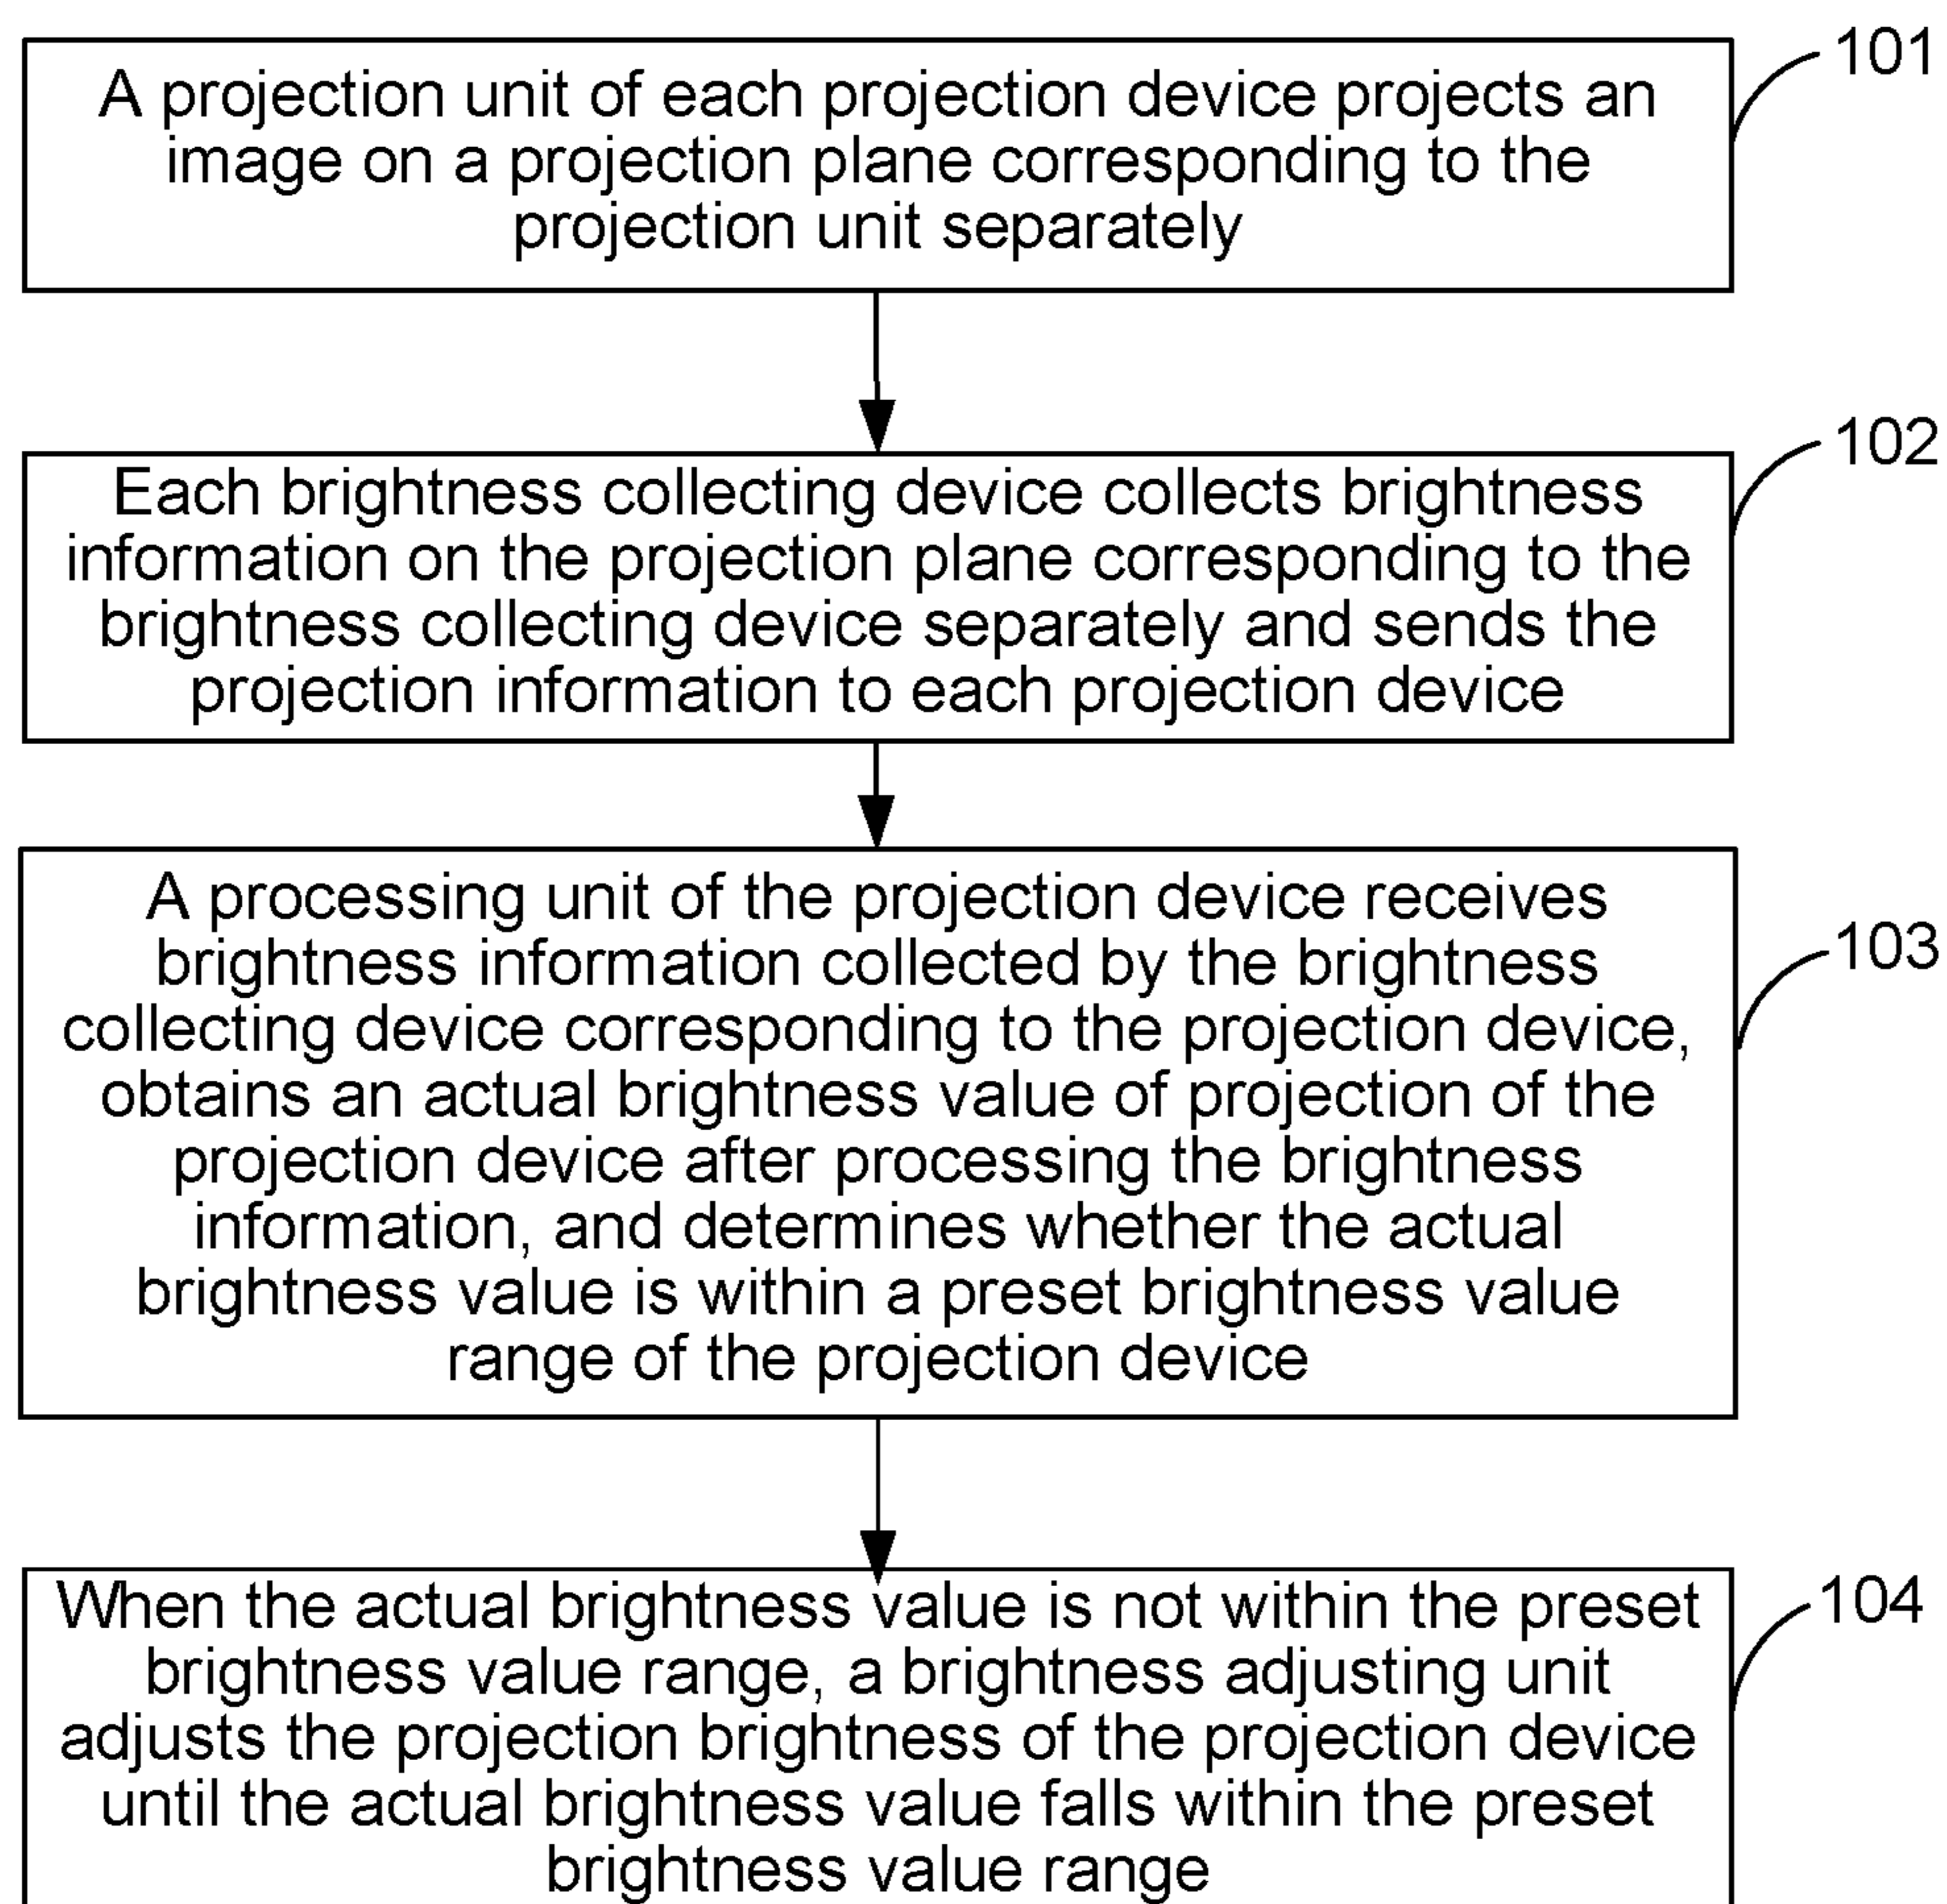 101
A projection unit of each projection device projects an
image on a projection plane corresponding to the
projection unit separately
102
Each brightness collecting device collects brightness
information on the projection plane corresponding to the
brightness collecting device separately and sends the
projection information to each projection device
103
A processing unit of the projection device receives
brightness information collected by the brightness
collecting device corresponding to the projection device,
obtains an actual brightness value of projection of the
projection device after processing the brightness
information, and determines whether the actual
brightness value is within a preset brightness value
range of the projection device
104
When the actual brightness value is not within the preset
brightness value range, a brightness adjusting unit
adjusts the projection brightness of the projection device
until the actual brightness value falls within the preset
brightness value range